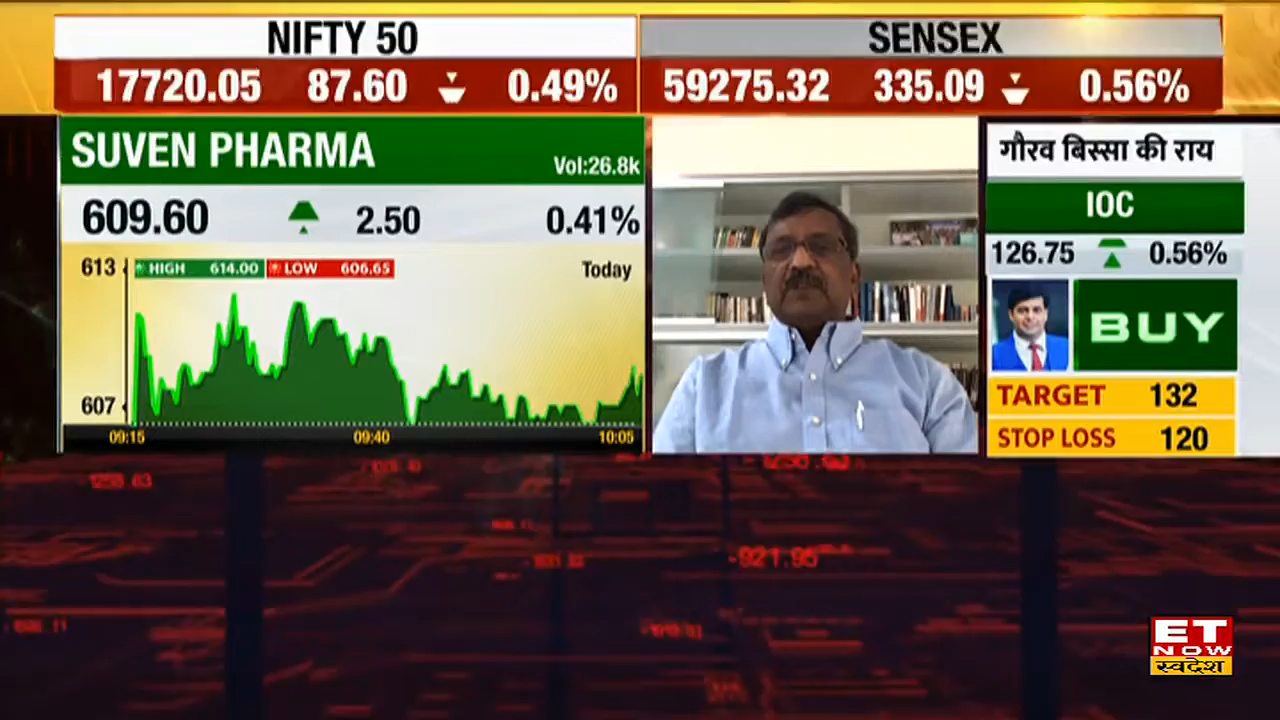 NIFTY 50
17720.05 87.60 0.49%
SENSEX
59275.32 335.09 0.56%
SUVEN PHARMA
Vol:26.8k
609.60 2.50 0.41%
613
HIGH 614.00 LOW 606.65
Today
607
09:15 09:40 10:05
गौरव बिस्सा की राय
IOC
126.75 0.56%
BUY
TARGET 132
STOP LOSS 120
-921.95
ET
NOW
स्वदेश